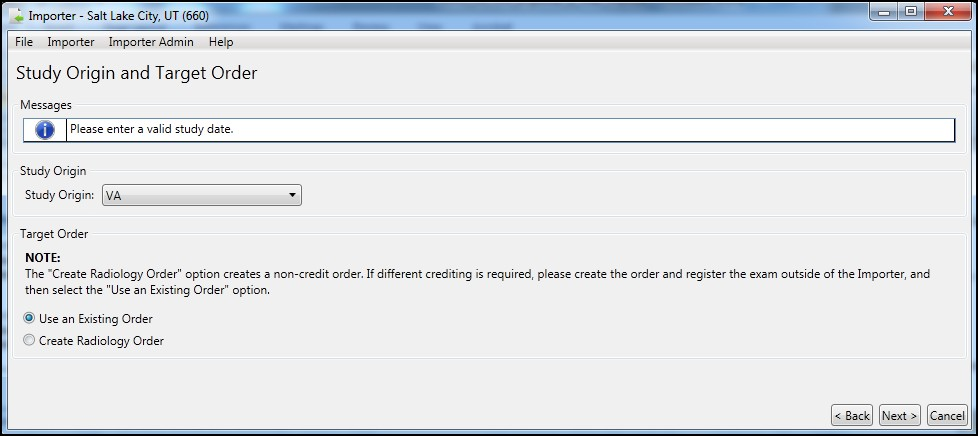 Importer - Salt Lake City, UT (660)
File Importer Importer Admin Help
Study Origin and Target Order
Messages
Please enter a valid study date.
Study Origin
Study Origin: VA
Target Order
NOTE:
The "Create Radiology Order" option creates a non-credit order. If different crediting is required, please create the order and register the exam outside of the Importer, and
then select the "Use an Existing Order" option.
Use an Existing Order
Create Radiology Order
< Back Next > Cancel